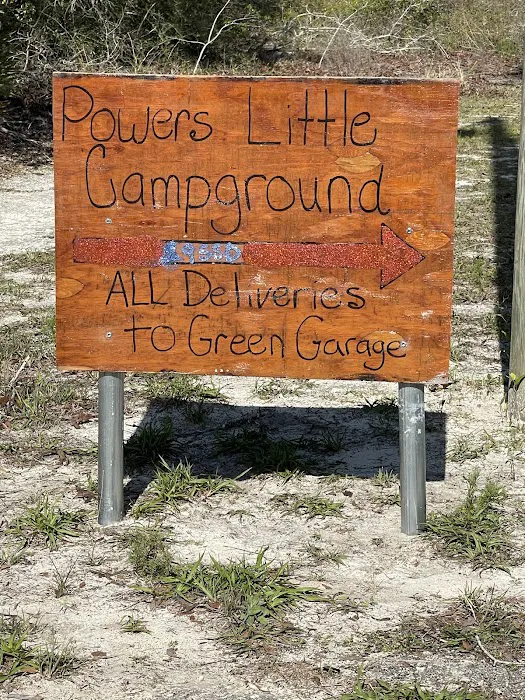 Powers Little
Campground
ALL Deliveries
to Green Garage